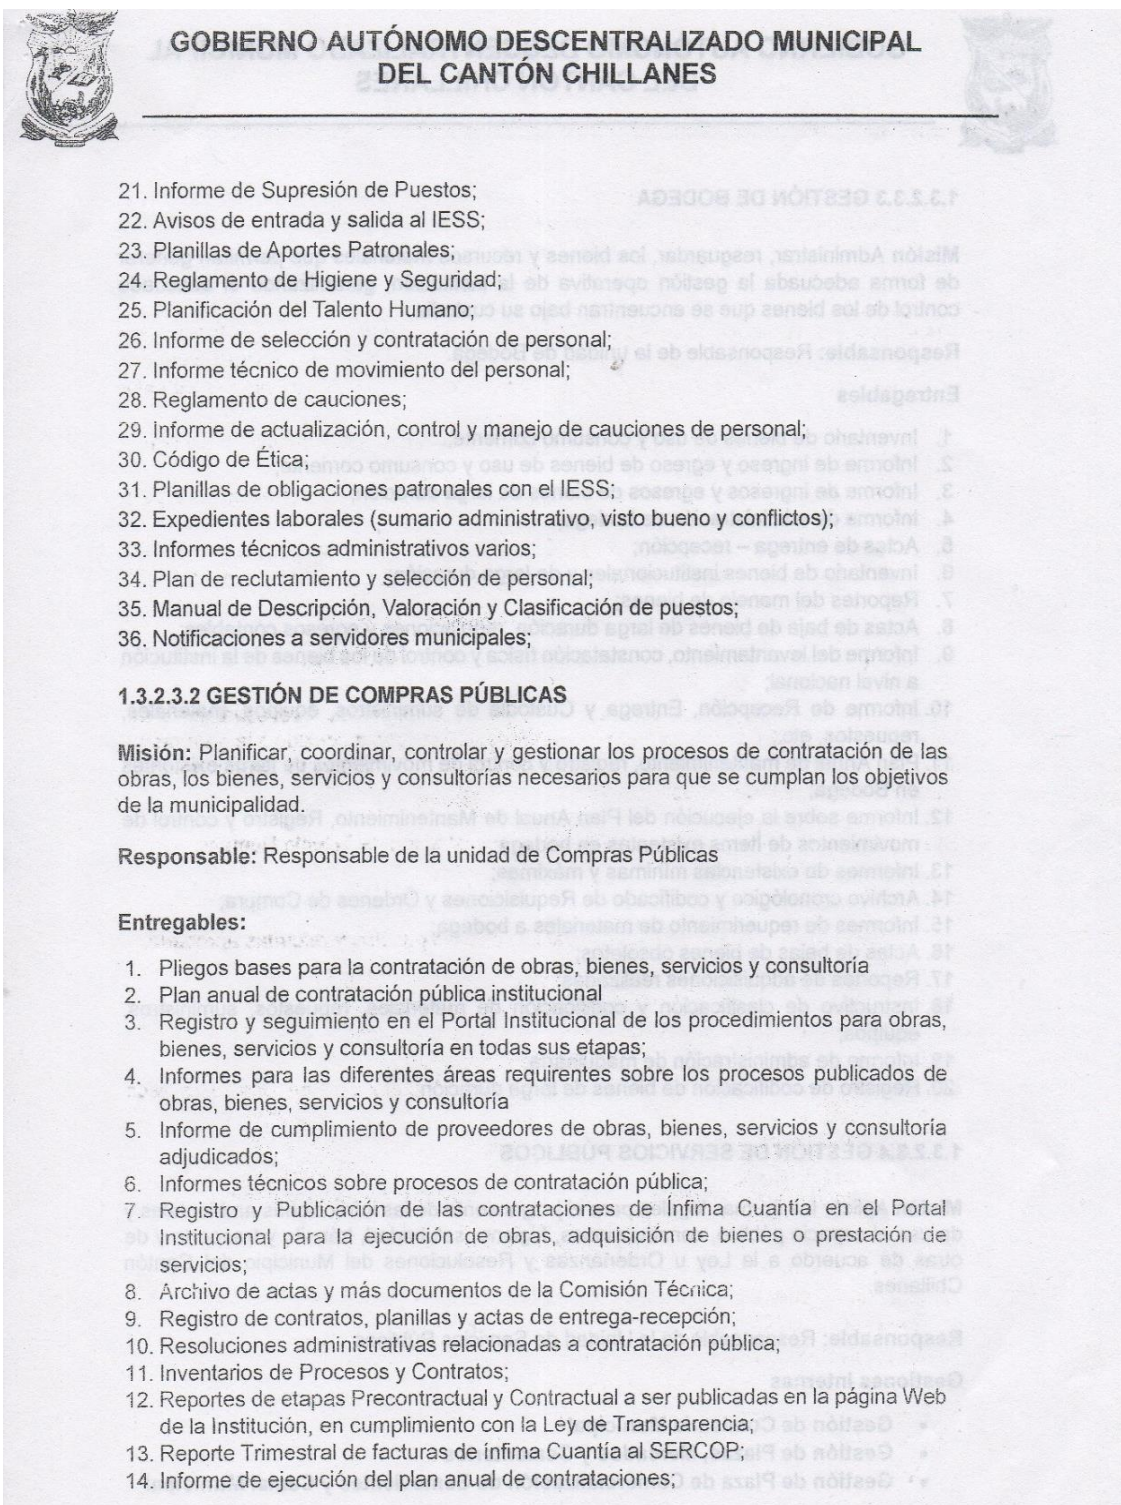 GOBIERNO AUTÓNOMO DESCENTRALIZADO MUNICIPAL
DEL CANTÓN CHILLANES
21. Informe de Supresión de Puestos;
22. Avisos de entrada y salida al IESS;
23. Planillas de Aportes Patronales;
24. Reglamento de Higiene y Seguridad;
25. Planificación del Talento Humano;
26. Informe de selección y contratación de personal;
27. Informe técnico de movimiento del personal;
28. Reglamento de cauciones;
29. Informe de actualización, control y manejo de cauciones de personal;
30. Código de Ética;
31. Planillas de obligaciones patronales con el IESS;
32. Expedientes laborales (sumario administrativo, visto bueno y conflictos);
33. Informes técnicos administrativos varios;
34. Plan de reclutamiento y selección de personal;
35. Manual de Descripción, Valoración y Clasificación de puestos;
36. Notificaciones a servidores municipales;
1.3.2.3.2 GESTIÓN DE COMPRAS PÚBLICAS
Misión: Planificar, coordinar, controlar y gestionar los procesos de contratación de las
obras, los bienes, servicios y consultorías necesarios para que se cumplan los objetivos
de la municipalidad.
Responsable: Responsable de la unidad de Compras Públicas
Entregables:
1. Pliegos bases para la contratación de obras, bienes, servicios y consultoría
2. Plan anual de contratación pública institucional
3. Registro y seguimiento en el Portal Institucional de los procedimientos para obras,
bienes, servicios y consultoría en todas sus etapas;
4. Informes para las diferentes áreas requirentes sobre los procesos publicados de
obras, bienes, servicios y consultoría
5. Informe de cumplimiento de proveedores de obras, bienes, servicios y consultoría
adjudicados;
6. Informes técnicos sobre procesos de contratación pública;
7. Registro y Publicación de las contrataciones de Ínfima Cuantía en el Portal
Institucional para la ejecución de obras, adquisición de bienes o prestación de
servicios;
8. Archivo de actas y más documentos de la Comisión Técnica;
9. Registro de contratos, planillas y actas de entrega-recepción;
10. Resoluciones administrativas relacionadas a contratación pública;
11. Inventarios de Procesos y Contratos;
12. Reportes de etapas Precontractual y Contractual a ser publicadas en la página Web
de la Institución, en cumplimiento con la Ley de Transparencia;
13. Reporte Trimestral de facturas de ínfima Cuantía al SERCOP;
14. Informe de ejecución del plan anual de contrataciones;